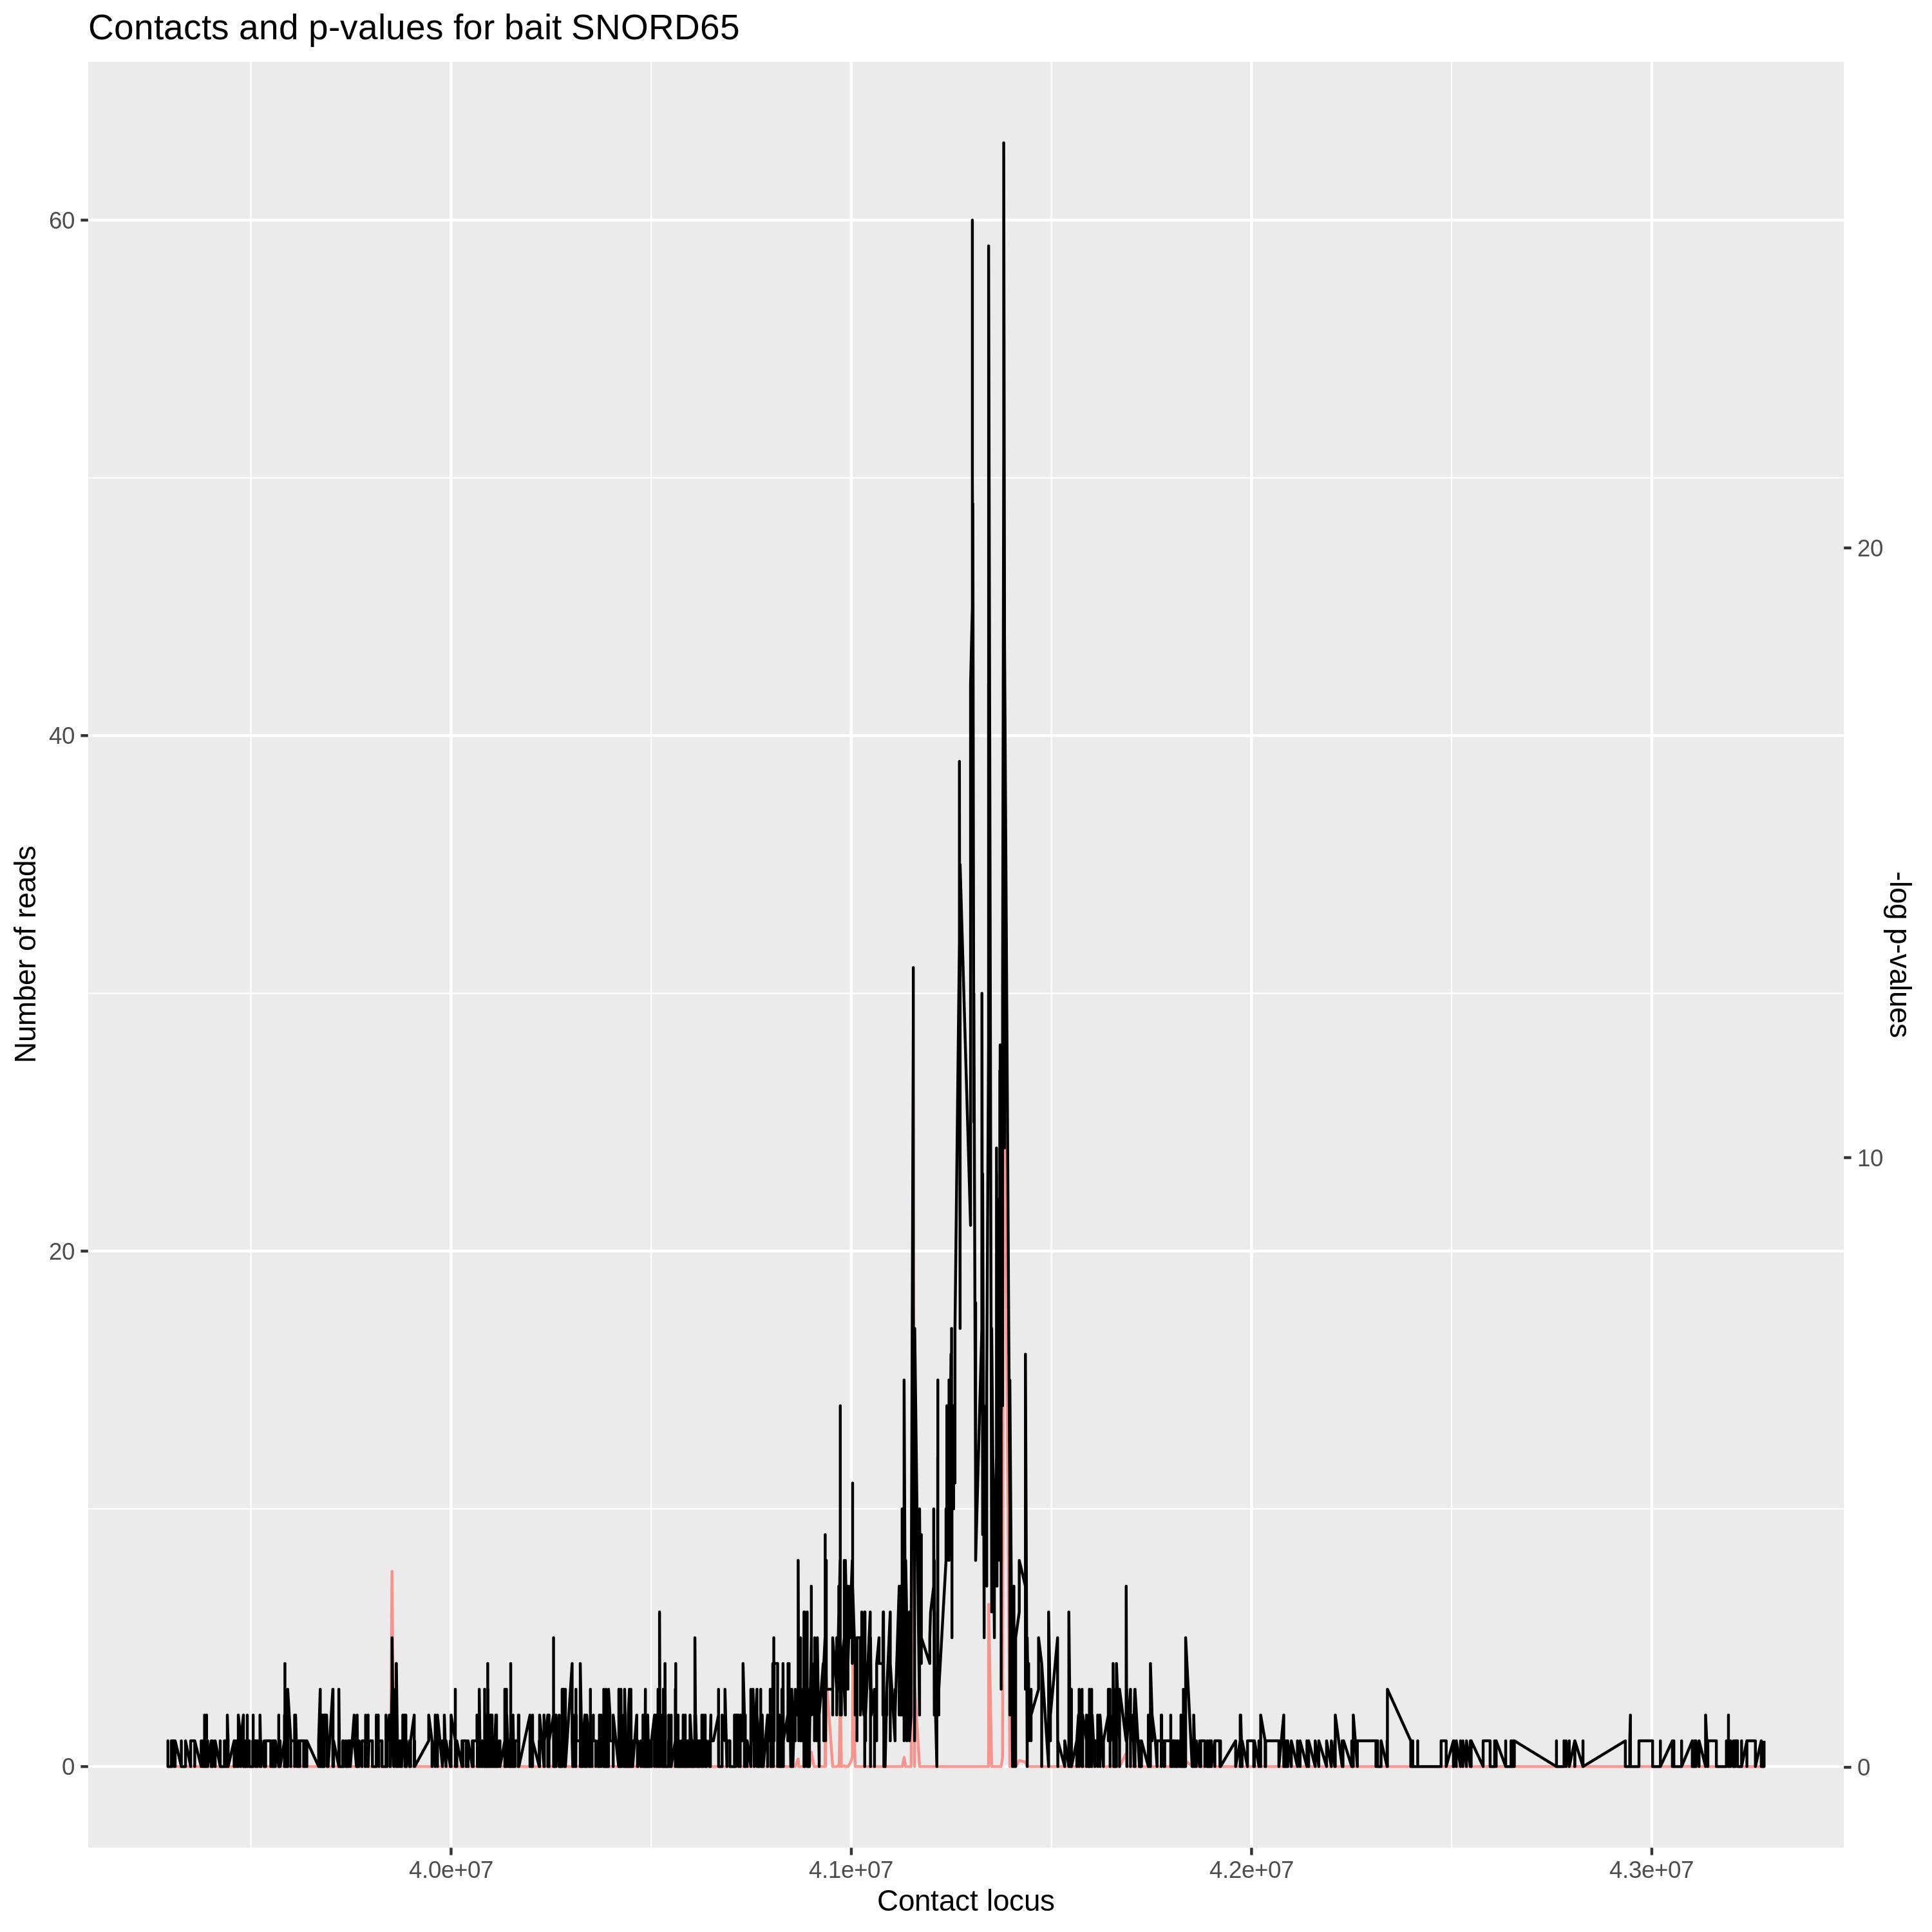 Contacts and p-values for bait SNORD65
60
40
20
0
Number of reads
20
10
0
-log p-values
4.0e+07
4.1e+07
4.2e+07
4.3e+07
Contact locus